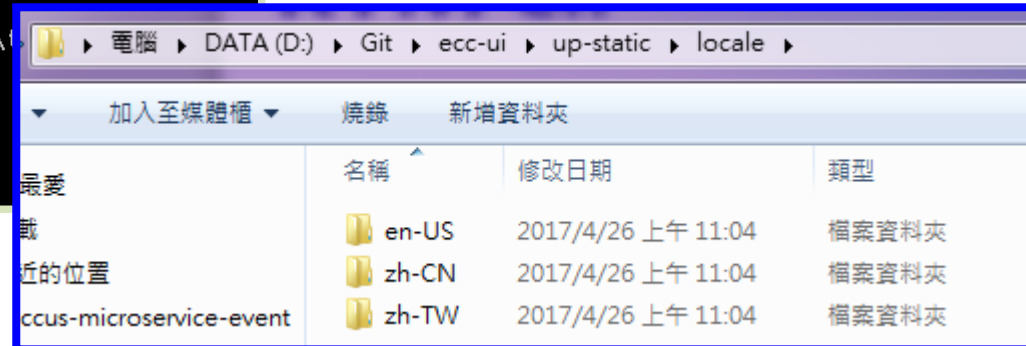 電腦 ▸ DATA (D:) ▸ Git ▸ ecc-ui ▸ up-static ▸ locale ▸
加入至媒體櫃 燒錄 新增資料夾
名稱 修改日期 類型
最愛
載
en-US 2017/4/26 上午 11:04 檔案資料夾
近的位置
zh-CN 2017/4/26 上午 11:04 檔案資料夾
ccus-microservice-event
zh-TW 2017/4/26 上午 11:04 檔案資料夾